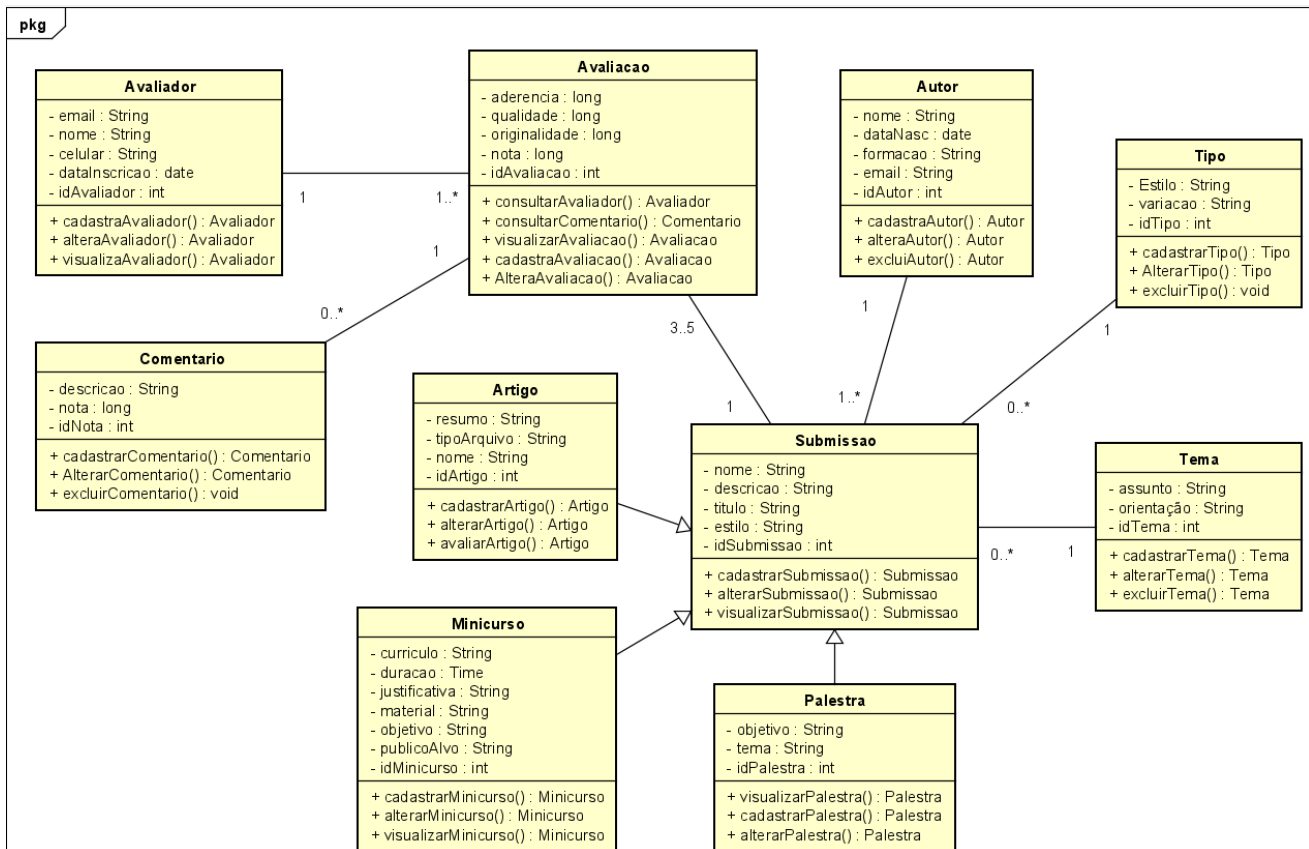 pkg
Avaliador
- email : String
- nome : String
- celular : String
- dataInscricao : date
- idAvaliador : int
+ cadastraAvaliador() : Avaliador
+ alteraAvaliador() : Avaliador
+ visualizaAvaliador() : Avaliador
1
1..*
Avaliacao
- aderencia : long
- qualidade : long
- originalidade : long
- nota : long
- idAvaliacao : int
+ consultarAvaliador() : Avaliador
+ consultarComentario() : Comentario
+ visualizarAvaliacao() : Avaliacao
+ cadastraAvaliacao() : Avaliacao
+ AlteraAvaliacao() : Avaliacao
1
0..*
3..5
1
Autor
- nome : String
- dataNasc : date
- formacao : String
- email : String
- idAutor : int
+ cadastraAutor() : Autor
+ alteraAutor() : Autor
+ excluiAutor() : Autor
1
1..*
Tipo
- Estilo : String
- variacao : String
- idTipo : int
+ cadastrarTipo() : Tipo
+ AlterarTipo() : Tipo
+ excluirTipo() : void
1
0..*
Comentario
- descricao : String
- nota : long
- idNota : int
+ cadastrarComentario() : Comentario
+ AlterarComentario() : Comentario
+ excluirComentario() : void
Artigo
- resumo : String
- tipoArquivo : String
- nome : String
- idArtigo : int
+ cadastrarArtigo() : Artigo
+ alterarArtigo() : Artigo
+ avaliarArtigo() : Artigo
Submissao
- nome : String
- descricao : String
- titulo : String
- estilo : String
- idSubmissao : int
+ cadastrarSubmissao() : Submissao
+ alterarSubmissao() : Submissao
+ visualizarSubmissao() : Submissao
0..*
1
Tema
- assunto : String
- orientação : String
- idTema : int
+ cadastrarTema() : Tema
+ alterarTema() : Tema
+ excluirTema() : Tema
Minicurso
- curriculo : String
- duracao : Time
- justificativa : String
- material : String
- objetivo : String
- publicoAlvo : String
- idMinicurso : int
+ cadastrarMinicurso() : Minicurso
+ alterarMinicurso() : Minicurso
+ visualizarMinicurso() : Minicurso
Palestra
- objetivo : String
- tema : String
- idPalestra : int
+ visualizarPalestra() : Palestra
+ cadastrarPalestra() : Palestra
+ alterarPalestra() : Palestra